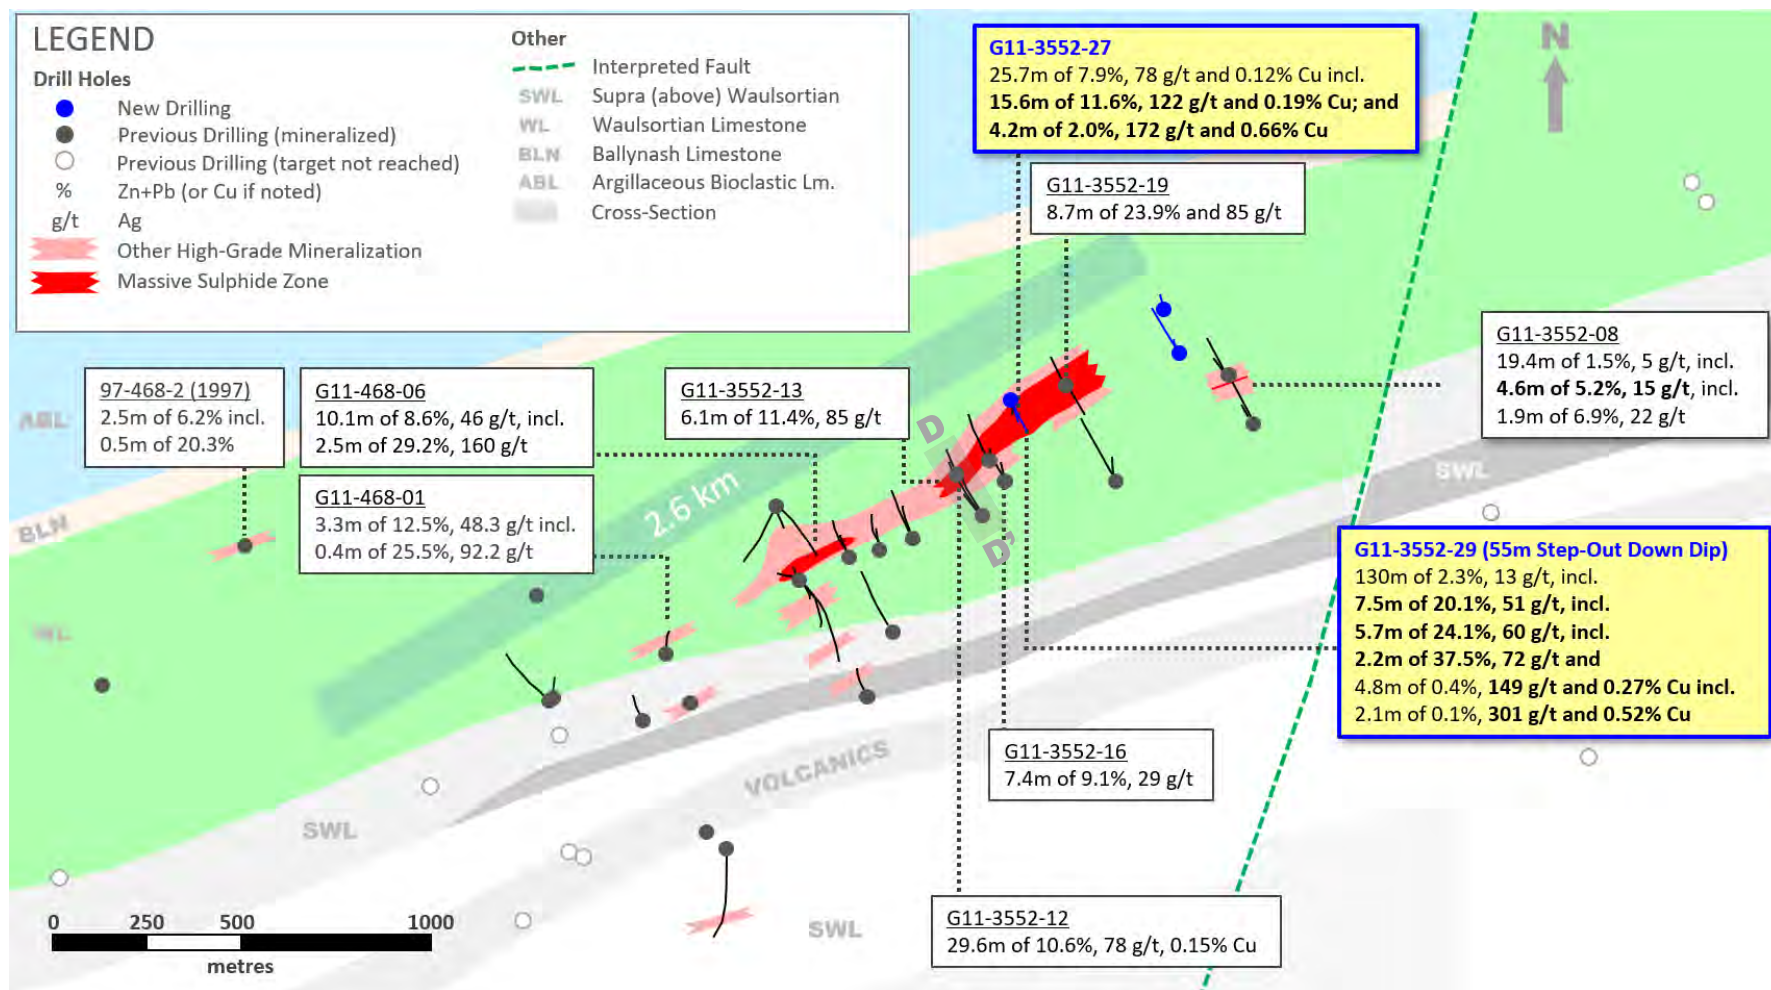 LEGEND
Drill Holes
New Drilling
Previous Drilling (mineralized)
Previous Drilling (target not reached)
% Zn+Pb (or Cu if noted)
g/t Ag
Other High-Grade Mineralization
Massive Sulphide Zone
Other
Interpreted Fault
SWL Supra (above) Waulsortian
WL Waulsortian Limestone
BLN Ballynash Limestone
ABL Argillaceous Bioclastic Lm.
Cross-Section
G11-3552-27
25.7m of 7.9%, 78 g/t and 0.12% Cu incl.
15.6m of 11.6%, 122 g/t and 0.19% Cu; and
4.2m of 2.0%, 172 g/t and 0.66% Cu
N
G11-3552-19
8.7m of 23.9% and 85 g/t
G11-3552-08
19.4m of 1.5%, 5 g/t, incl.
4.6m of 5.2%, 15 g/t, incl.
1.9m of 6.9%, 22 g/t
97-468-2 (1997)
2.5m of 6.2% incl.
0.5m of 20.3%
G11-468-06
10.1m of 8.6%, 46 g/t, incl.
2.5m of 29.2%, 160 g/t
G11-3552-13
6.1m of 11.4%, 85 g/t
G11-468-01
3.3m of 12.5%, 48.3 g/t incl.
0.4m of 25.5%, 92.2 g/t
ABL
BLN
WL
2.6 km
D
D'
SWL
G11-3552-29 (55m Step-Out Down Dip)
130m of 2.3%, 13 g/t, incl.
7.5m of 20.1%, 51 g/t, incl.
5.7m of 24.1%, 60 g/t, incl.
2.2m of 37.5%, 72 g/t and
4.8m of 0.4%, 149 g/t and 0.27% Cu incl.
2.1m of 0.1%, 301 g/t and 0.52% Cu
G11-3552-16
7.4m of 9.1%, 29 g/t
VOLCANICS
SWL
SWL
G11-3552-12
29.6m of 10.6%, 78 g/t, 0.15% Cu
0 250 500 1000
metres